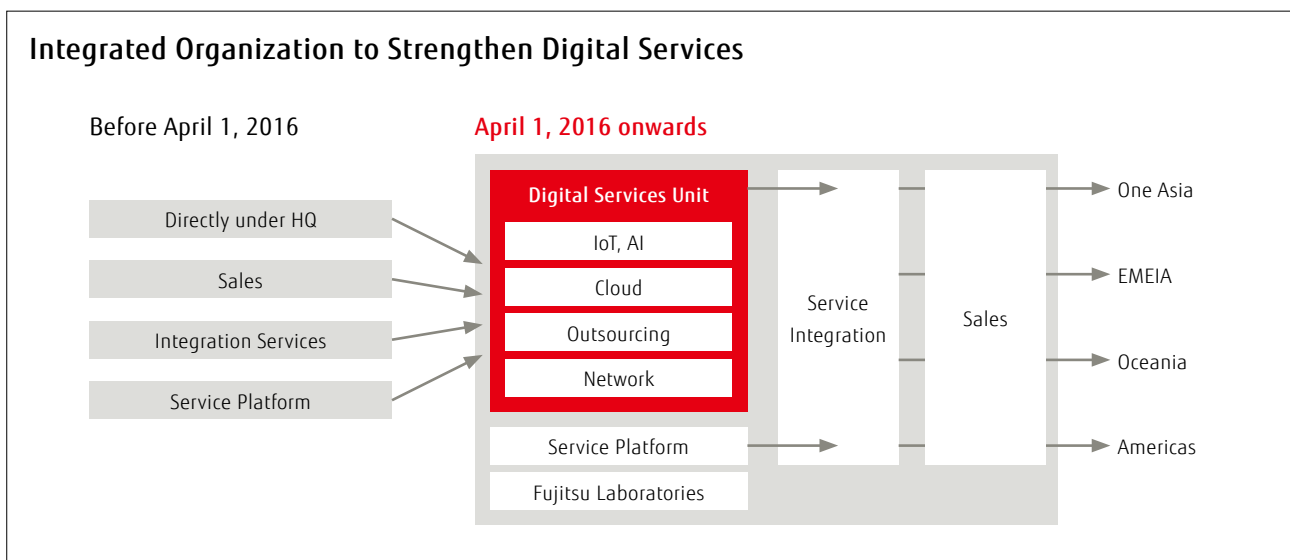 Integrated Organization to Strengthen Digital Services
Before April 1, 2016
April 1, 2016 onwards
Directly under HQ
Sales
Integration Services
Service Platform
Digital Services Unit
IoT, AI
Cloud
Outsourcing
Network
Service Platform
Fujitsu Laboratories
Service
Integration
Sales
One Asia
EMEIA
Oceania
Americas